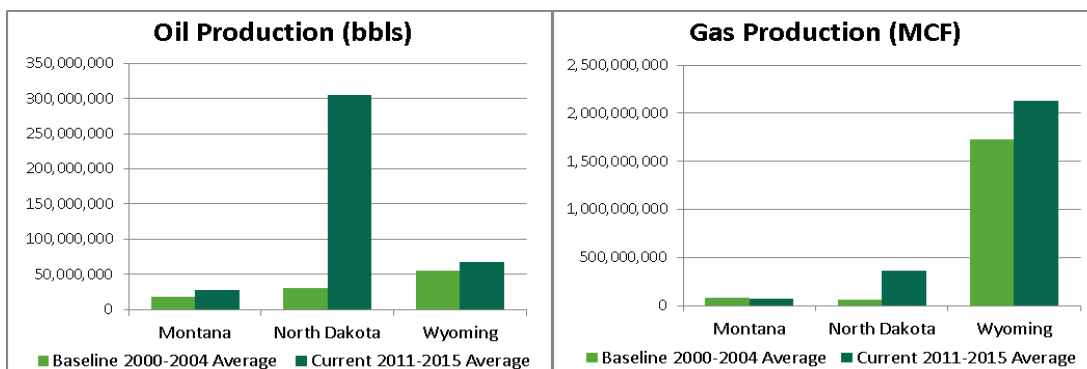 Oil Production (bbls)
350,000,000
300,000,000
250,000,000
200,000,000
150,000,000
100,000,000
50,000,000
0
Montana North Dakota Wyoming
Baseline 2000-2004 Average Current 2011-2015 Average
Gas Production (MCF)
2,500,000,000
2,000,000,000
1,500,000,000
1,000,000,000
500,000,000
0
Montana North Dakota Wyoming
Baseline 2000-2004 Average Current 2011-2015 Average